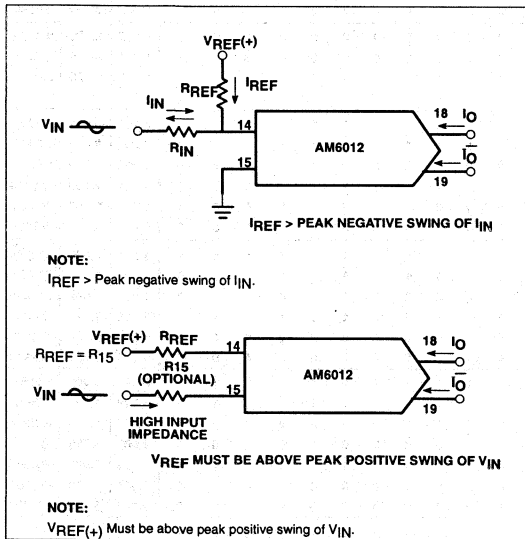 VREF(+)
RREF
IREF
IIN
VIN
RIN
14
15
AM6012
18
IO
IO
19
IREF > PEAK NEGATIVE SWING OF IIN
NOTE:
IREF > Peak negative swing of IIN.
VREF(+)
RREF
RREF = R15
14
R15
(OPTIONAL)
VIN
15
HIGH INPUT
IMPEDANCE
AM6012
18
IO
IO
19
VREF MUST BE ABOVE PEAK POSITIVE SWING OF VIN
NOTE:
VREF(+) Must be above peak positive swing of VIN.